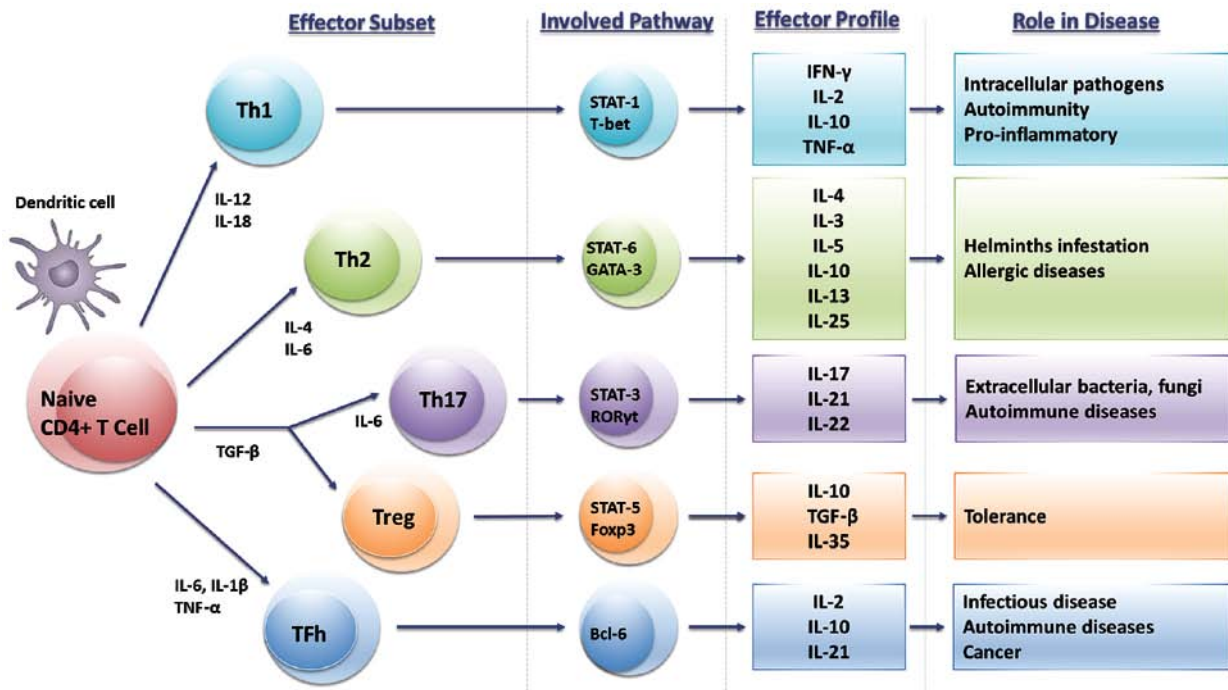 Effector Subset
Involved Pathway
Effector Profile
Role in Disease
Dendritic cell
Naive
CD4+ T Cell
IL-12
IL-18
Th1
STAT-1
T-bet
IFN-γ
IL-2
IL-10
TNF-α
Intracellular pathogens
Autoimmunity
Pro-inflammatory
IL-4
IL-6
Th2
STAT-6
GATA-3
IL-4
IL-3
IL-5
IL-10
IL-13
IL-25
Helminths infestation
Allergic diseases
TGF-β
IL-6
Th17
STAT-3
RORγt
IL-17
IL-21
IL-22
Extracellular bacteria, fungi
Autoimmune diseases
Treg
STAT-5
Foxp3
IL-10
TGF-β
IL-35
Tolerance
IL-6, IL-1β
TNF-α
TFh
Bcl-6
IL-2
IL-10
IL-21
Infectious disease
Autoimmune diseases
Cancer